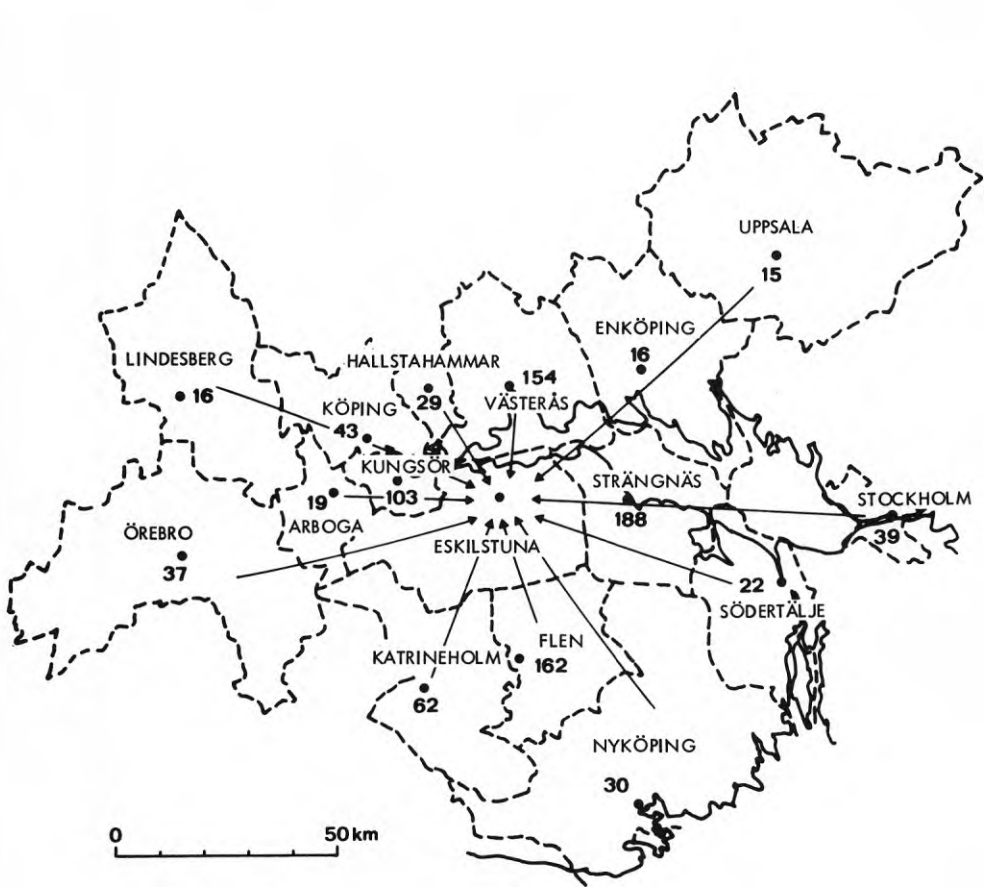 UPPSALA
15
ENKÖPING
16
LINDESBERG
16
HALLSTAHAMMAR
29
154
VÄSTERÅS
KÖPING
43
KUNGSÖR
103
19
ARBOGA
STRÄNGNÄS
188
STOCKHOLM
39
ÖREBRO
37
ESKILSTUNA
22
SÖDERTÄLJE
KATRINEHOLM
62
FLEN
162
NYKÖPING
30
0 50 km